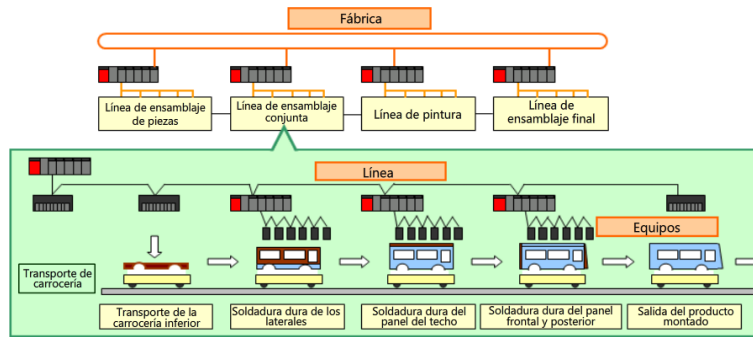 Fábrica
Línea de ensamblaje
de piezas
Línea de ensamblaje
conjunta
Línea de pintura
Línea de
ensamblaje final
Línea
Equipos
Transporte de
carrocería
Transporte de la
carrocería inferior
Soldadura dura de los
laterales
Soldadura dura del
panel del techo
Soldadura dura del panel
frontal y posterior
Salida del producto
montado